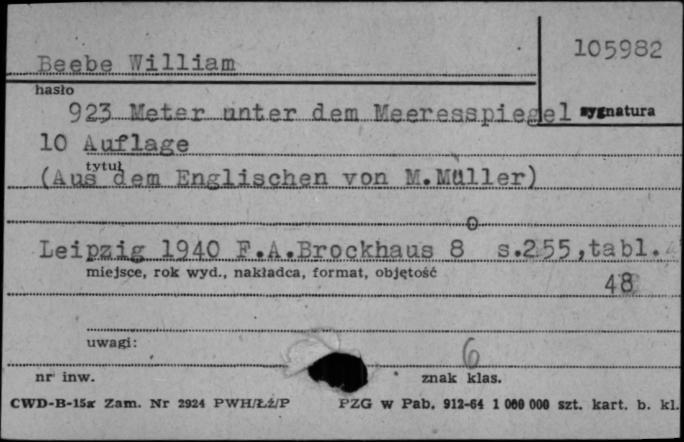 105982
Beebe William
hasło
923 Meter unter dem Meeresspiegel sygnatura
10 Auflage
tytuł
(Aus dem Englischen von M.Müller)
Leipzig 1940 F.A.Brockhaus 8° s.255,tabl.
miejsce, rok wyd., nakładca, format, objętość
48
uwagi:
6
nr inw. znak klas.
CWD-B-15x Zam. Nr 2924 PWH/Łź/P PZG w Pab. 912-64 1 000 000 szt. kart. b. kl.